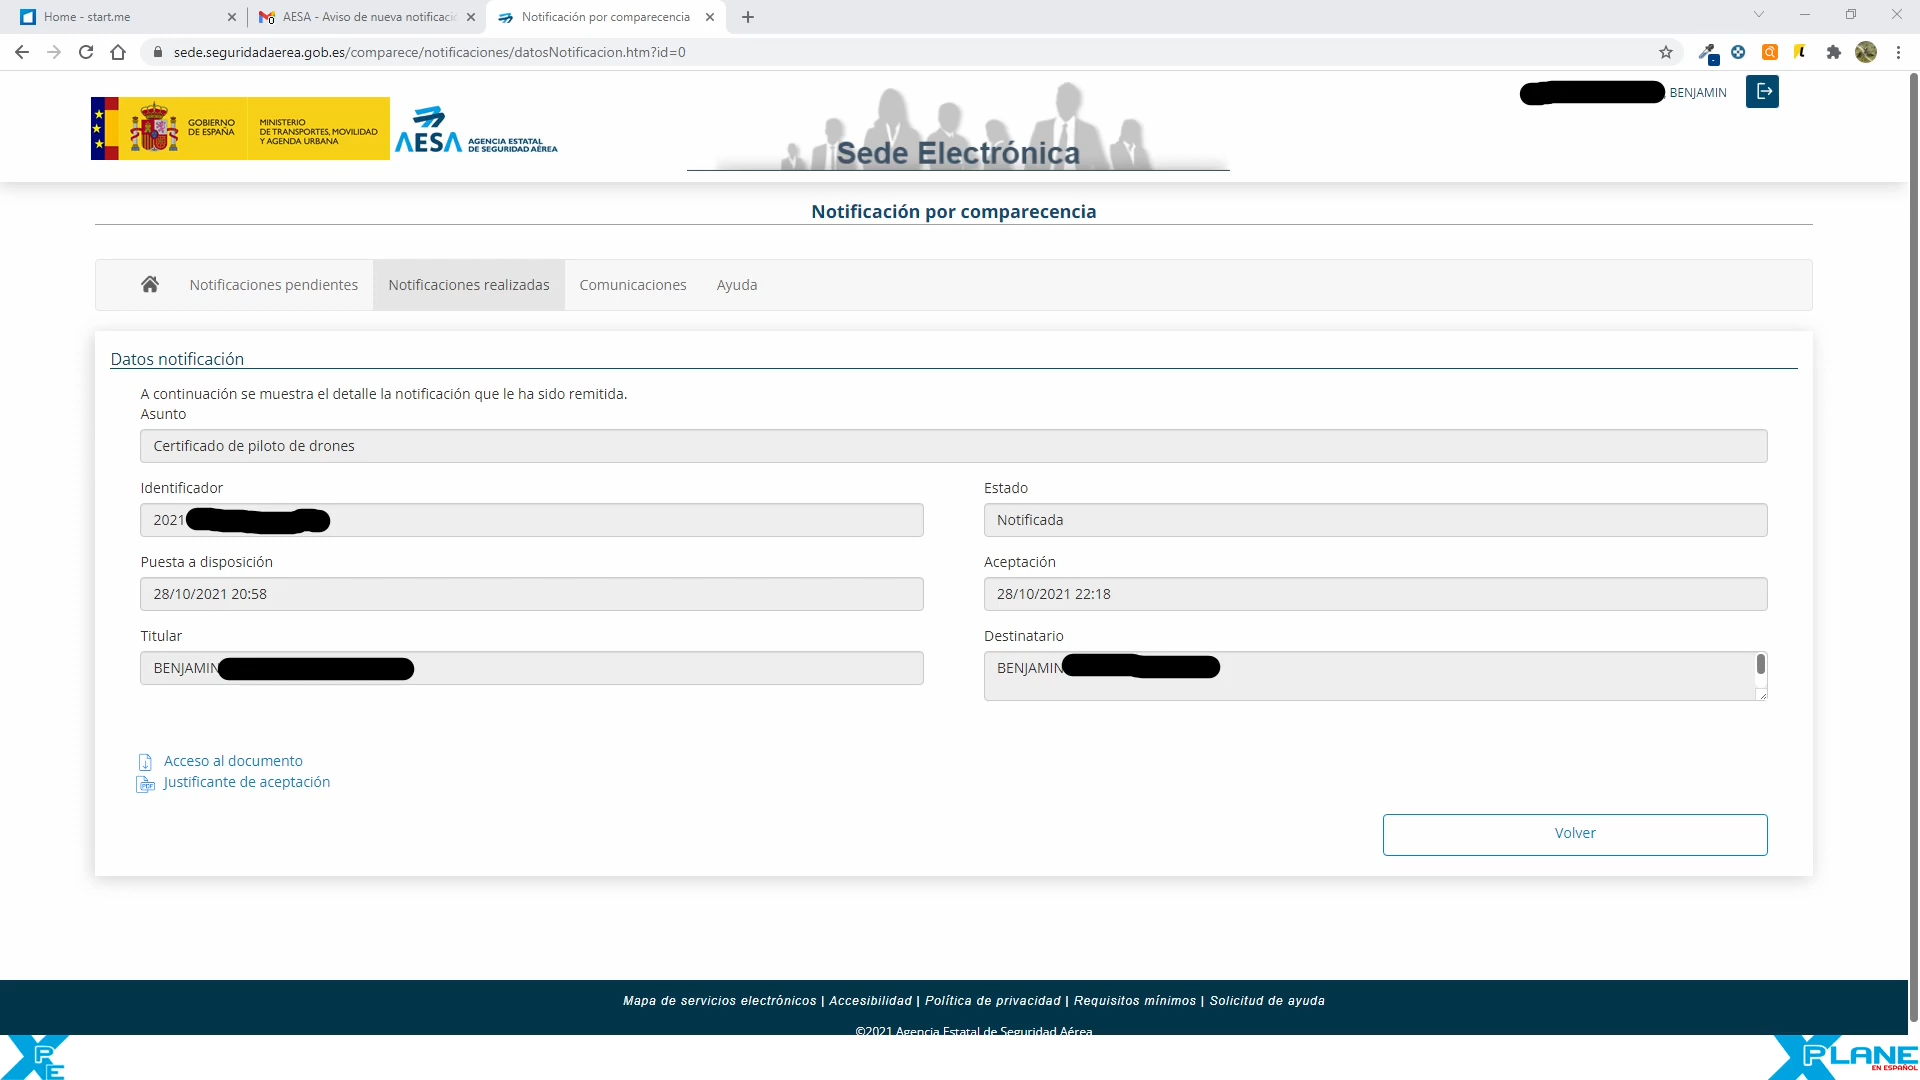 Home - start.me
AESA - Aviso de nueva notificació
Notificación por comparecencia
sede.seguridadaerea.gob.es/comparece/notificaciones/datosNotificacion.htm?id=0
BENJAMIN
GOBIERNO
DE ESPAÑA
MINISTERIO
DE TRANSPORTES, MOVILIDAD
Y AGENDA URBANA
AESA AGENCIA ESTATAL
DE SEGURIDAD AÉREA
Sede Electrónica
Notificación por comparecencia
Notificaciones pendientes
Notificaciones realizadas
Comunicaciones
Ayuda
Datos notificación
A continuación se muestra el detalle la notificación que le ha sido remitida.
Asunto
Certificado de piloto de drones
Identificador
Estado
2021
Notificada
Puesta a disposición
Aceptación
28/10/2021 20:58
28/10/2021 22:18
Titular
Destinatario
BENJAMIN
BENJAMIN
Acceso al documento
PDF
Justificante de aceptación
Volver
Mapa de servicios electrónicos | Accesibilidad | Política de privacidad | Requisitos mínimos | Solicitud de ayuda
©2021 Agencia Estatal de Seguridad Aérea
XPE
XPLANE
EN ESPAÑOL